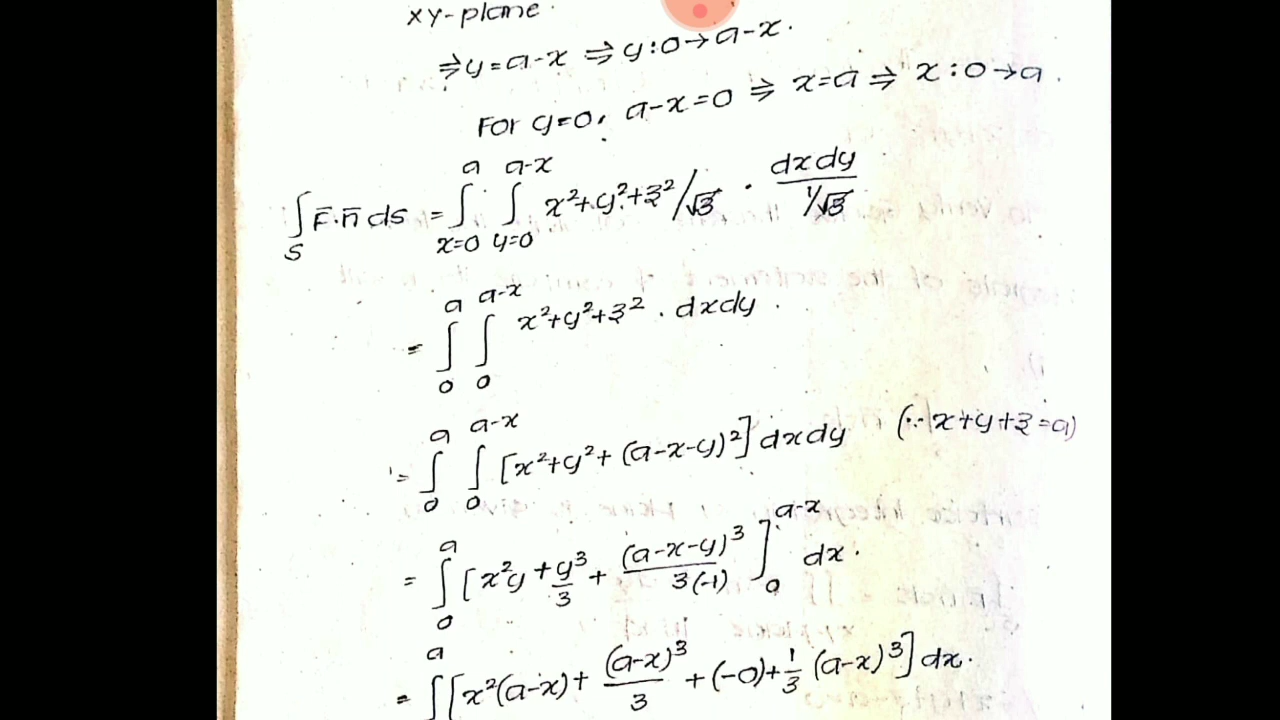 xy-plane.
⇒y=a-x ⇒ y:0→a-x.
For y=0, a-x=0 ⇒ x=a ⇒ x:0→a.
∫_S F̄·n̄ ds = ∫_{x=0}^{a} ∫_{y=0}^{a-x} x²+y²+z²/√3 · dxdy/(1/√3)
= ∫_0^a ∫_0^{a-x} x²+y²+z² . dxdy .
= ∫_0^a ∫_0^{a-x} [x²+y²+(a-x-y)²] dxdy (∵ x+y+z=a)
= ∫_0^a [x²y + y³/3 + (a-x-y)³/3(-1)]_0^{a-x} dx.
= ∫^a [x²(a-x) + (a-x)³/3 + (-0) + 1/3 (a-x)³] dx.